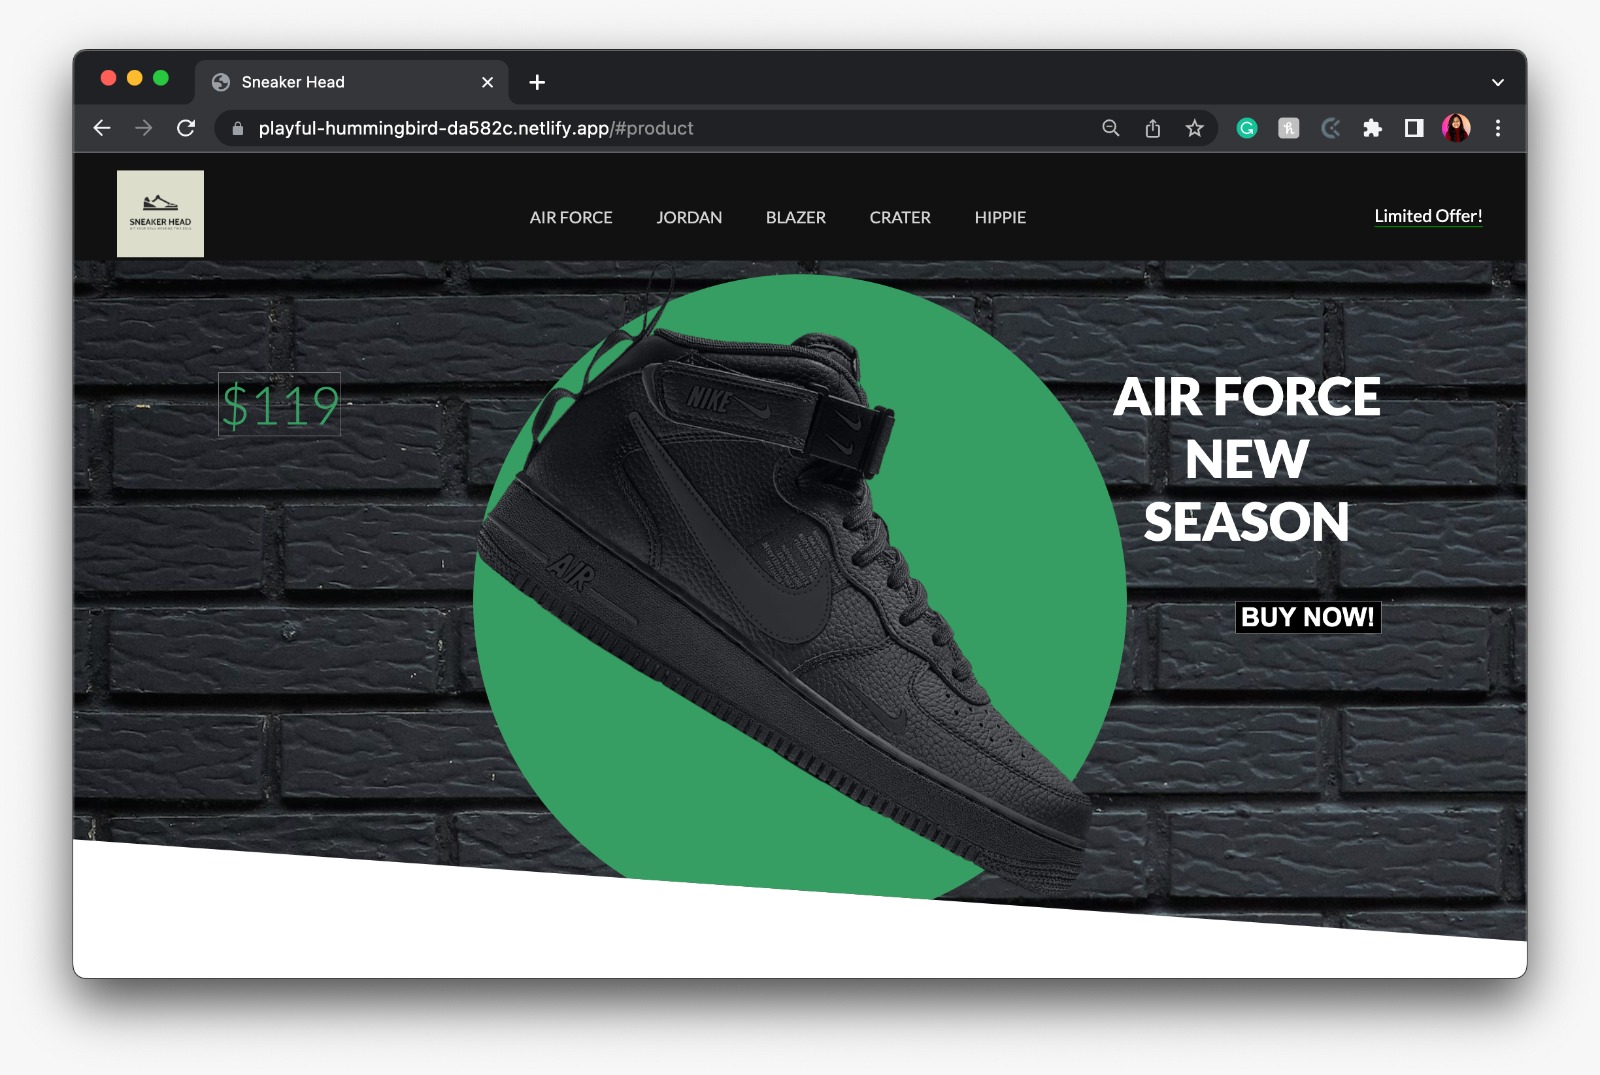 Sneaker Head
playful-hummingbird-da582c.netlify.app/#product
SNEAKER HEAD
AIR FORCE JORDAN BLAZER CRATER HIPPIE
Limited Offer!
$119
NIKE
AIR
AIR FORCE
NEW
SEASON
BUY NOW!